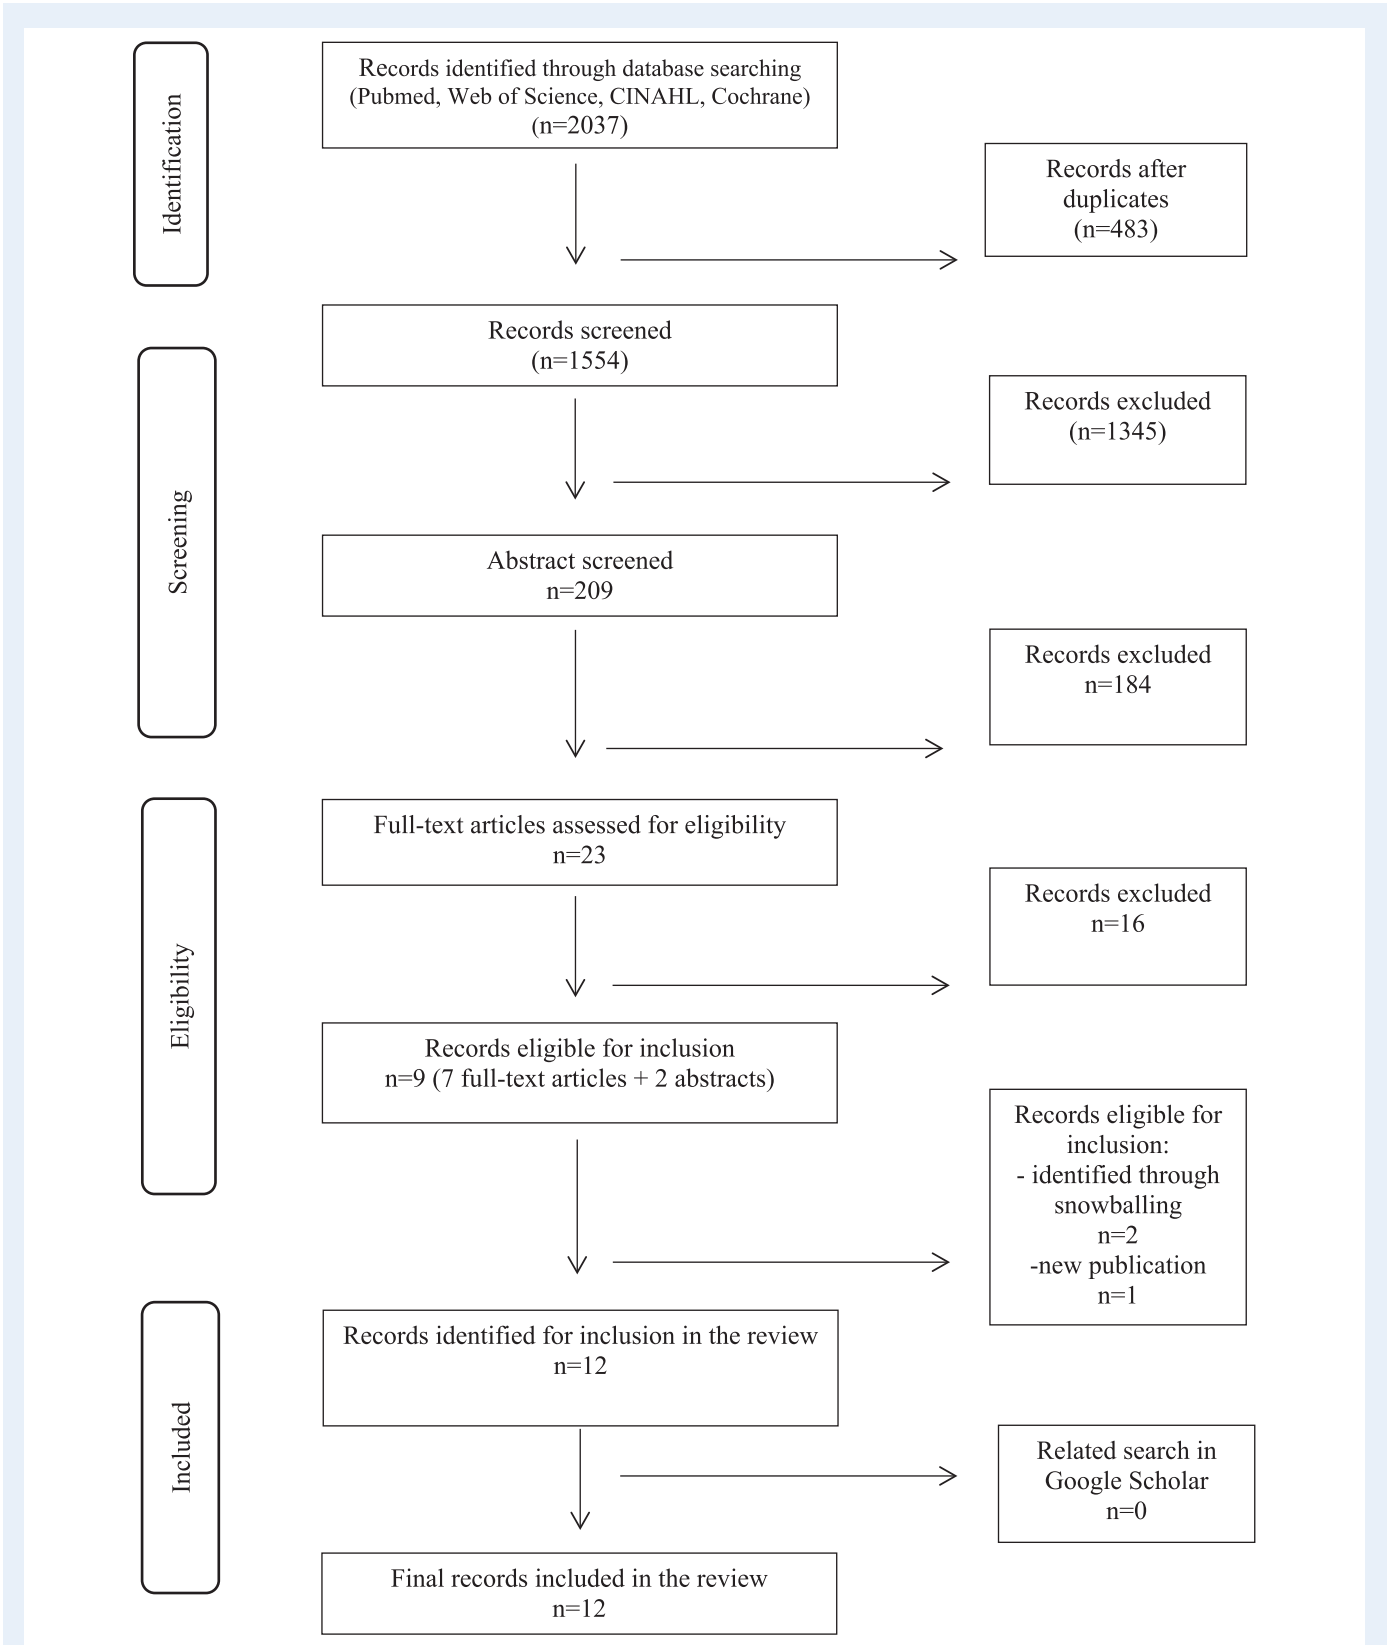 Identification
Records identified through database searching
(Pubmed, Web of Science, CINAHL, Cochrane)
(n=2037)
Records after
duplicates
(n=483)
Screening
Records screened
(n=1554)
Records excluded
(n=1345)
Abstract screened
n=209
Records excluded
n=184
Eligibility
Full-text articles assessed for eligibility
n=23
Records excluded
n=16
Records eligible for inclusion
n=9 (7 full-text articles + 2 abstracts)
Records eligible for
inclusion:
- identified through
snowballing
n=2
-new publication
n=1
Included
Records identified for inclusion in the review
n=12
Related search in
Google Scholar
n=0
Final records included in the review
n=12